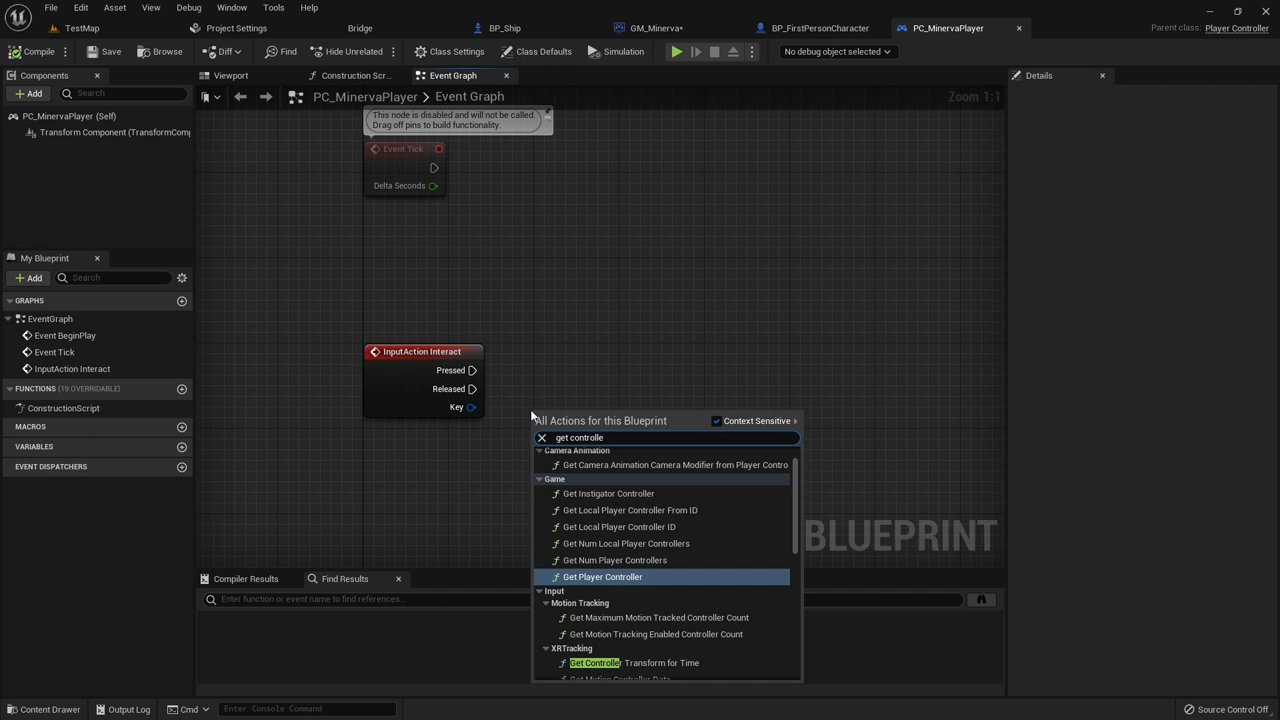 File Edit Asset View Debug Window Tools Help
TestMap
Project Settings
Bridge
BP_Ship
GM_Minerva*
BP_FirstPersonCharacter
PC_MinervaPlayer
Parent class: Player Controller
Compile
Save
Browse
Diff
Find
Hide Unrelated
Class Settings
Class Defaults
Simulation
No debug object selected
Components
Add
Search
PC_MinervaPlayer (Self)
Transform Component (TransformComp
Viewport
Construction Scr...
Event Graph
Details
PC_MinervaPlayer > Event Graph
Zoom 1:1
This node is disabled and will not be called.
Drag off pins to build functionality.
Event Tick
Delta Seconds
My Blueprint
Add
Search
GRAPHS
EventGraph
Event BeginPlay
Event Tick
InputAction Interact
FUNCTIONS (19 OVERRIDABLE)
ConstructionScript
MACROS
VARIABLES
EVENT DISPATCHERS
InputAction Interact
Pressed
Released
Key
All Actions for this Blueprint
Context Sensitive
get controlle
Camera Animation
Get Camera Animation Camera Modifier from Player Contro
Game
Get Instigator Controller
Get Local Player Controller From ID
Get Local Player Controller ID
Get Num Local Player Controllers
Get Num Player Controllers
Get Player Controller
Input
Motion Tracking
Get Maximum Motion Tracked Controller Count
Get Motion Tracking Enabled Controller Count
XRTracking
Get Controller Transform for Time
Get Motion Controller Data
BLUEPRINT
Compiler Results
Find Results
Enter function or event name to find references...
Content Drawer
Output Log
Cmd
Enter Console Command
Source Control Off